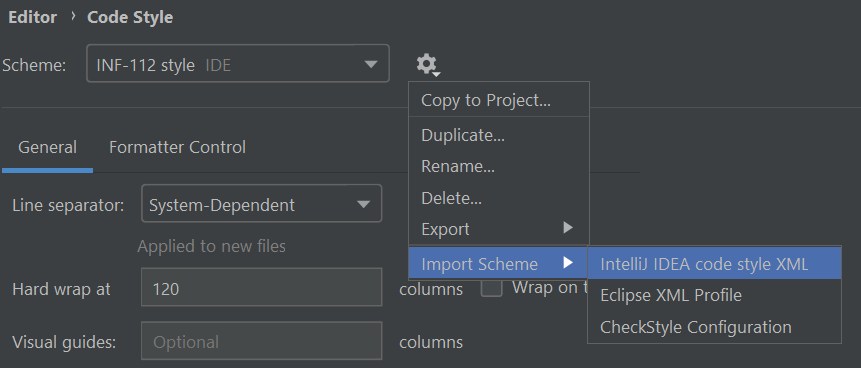 Editor › Code Style
Scheme: INF-112 style IDE
Copy to Project...
Duplicate...
Rename...
Delete...
Export
Import Scheme
IntelliJ IDEA code style XML
Eclipse XML Profile
CheckStyle Configuration
General Formatter Control
Line separator: System-Dependent
Applied to new files
Hard wrap at 120 columns Wrap on t
Visual guides: Optional columns